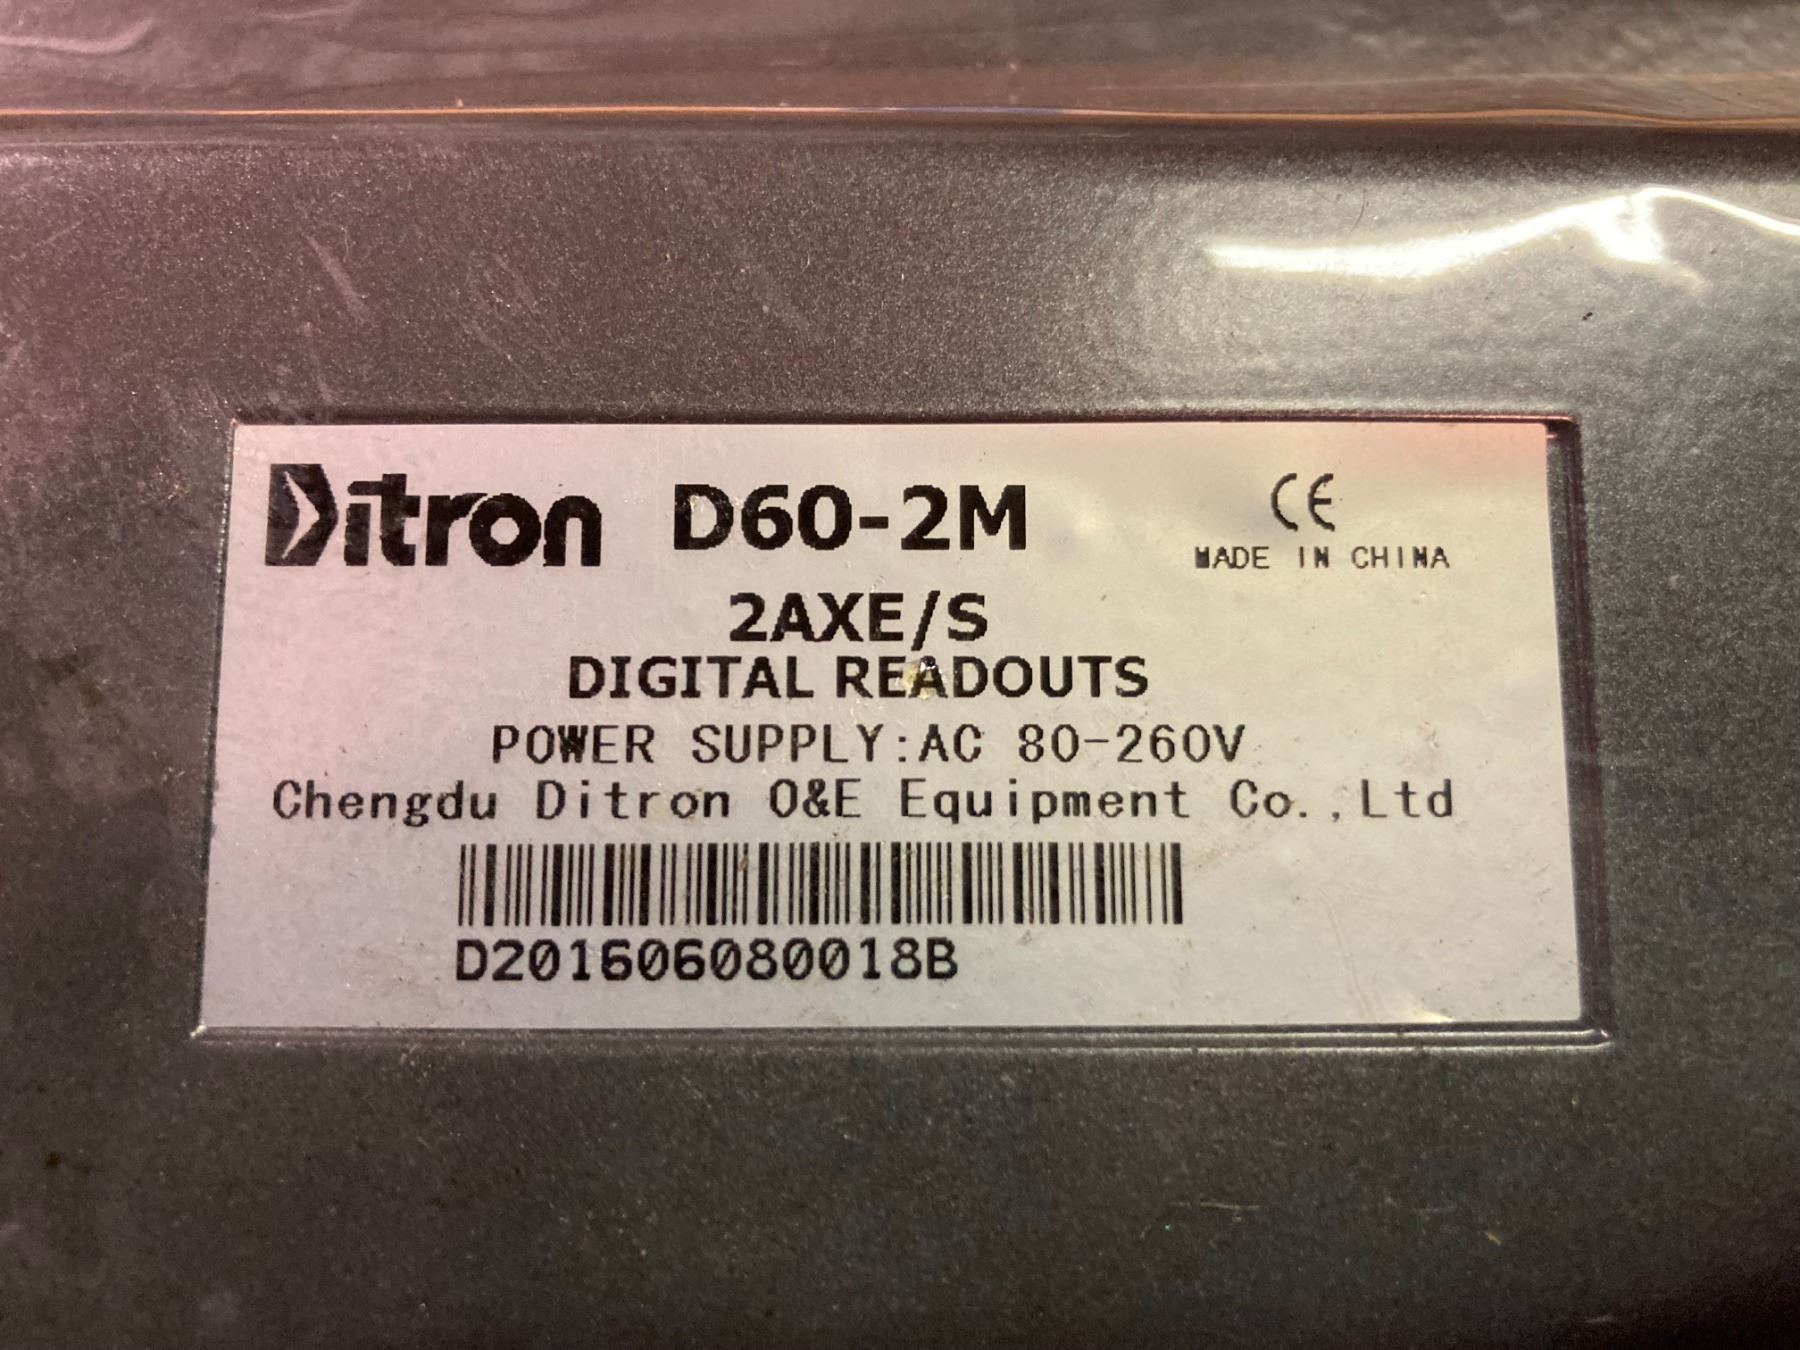 Ditron D60-2M CE
MADE IN CHINA
2AXE/S
DIGITAL READOUTS
POWER SUPPLY:AC 80-260V
Chengdu Ditron O&E Equipment Co.,Ltd
D201606080018B